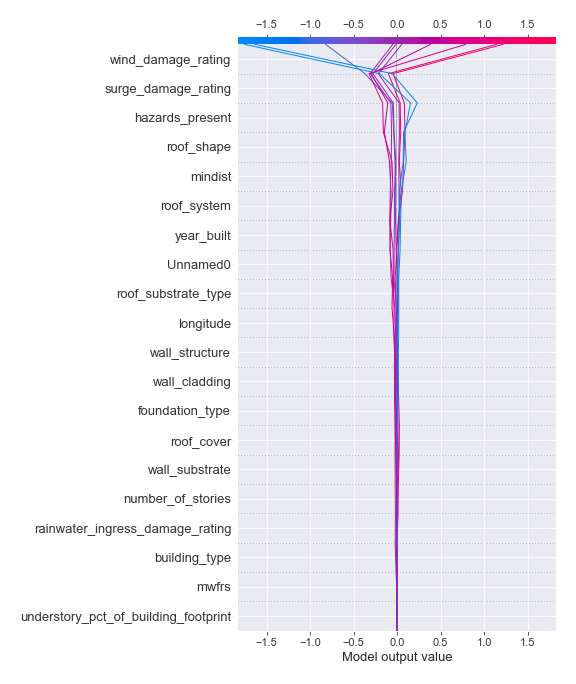 −1.5 −1.0 −0.5 0.0 0.5 1.0 1.5
wind_damage_rating
surge_damage_rating
hazards_present
roof_shape
mindist
roof_system
year_built
Unnamed0
roof_substrate_type
longitude
wall_structure
wall_cladding
foundation_type
roof_cover
wall_substrate
number_of_stories
rainwater_ingress_damage_rating
building_type
mwfrs
understory_pct_of_building_footprint
−1.5 −1.0 −0.5 0.0 0.5 1.0 1.5
Model output value